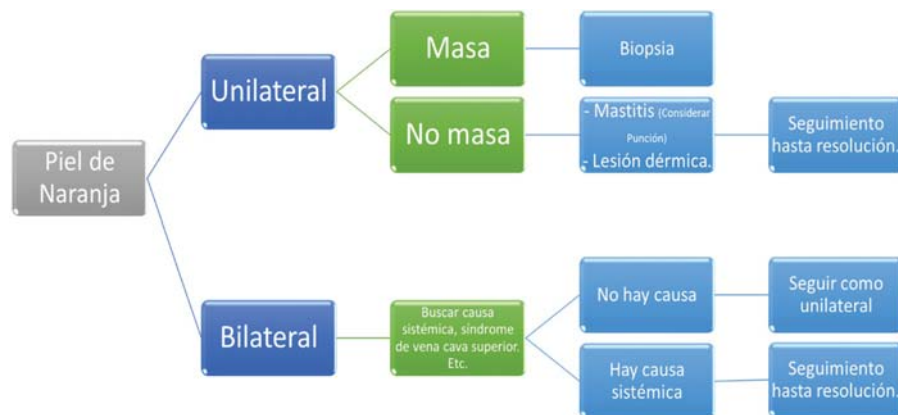 Piel de
Naranja
Unilateral
Masa
Biopsia
No masa
- Mastitis (Considerar
Punción)
- Lesión dérmica.
Seguimiento
hasta resolución.
Bilateral
Buscar causa
sistémica, síndrome
de vena cava superior.
Etc.
No hay causa
Seguir como
unilateral
Hay causa
sistémica
Seguimiento
hasta resolución.